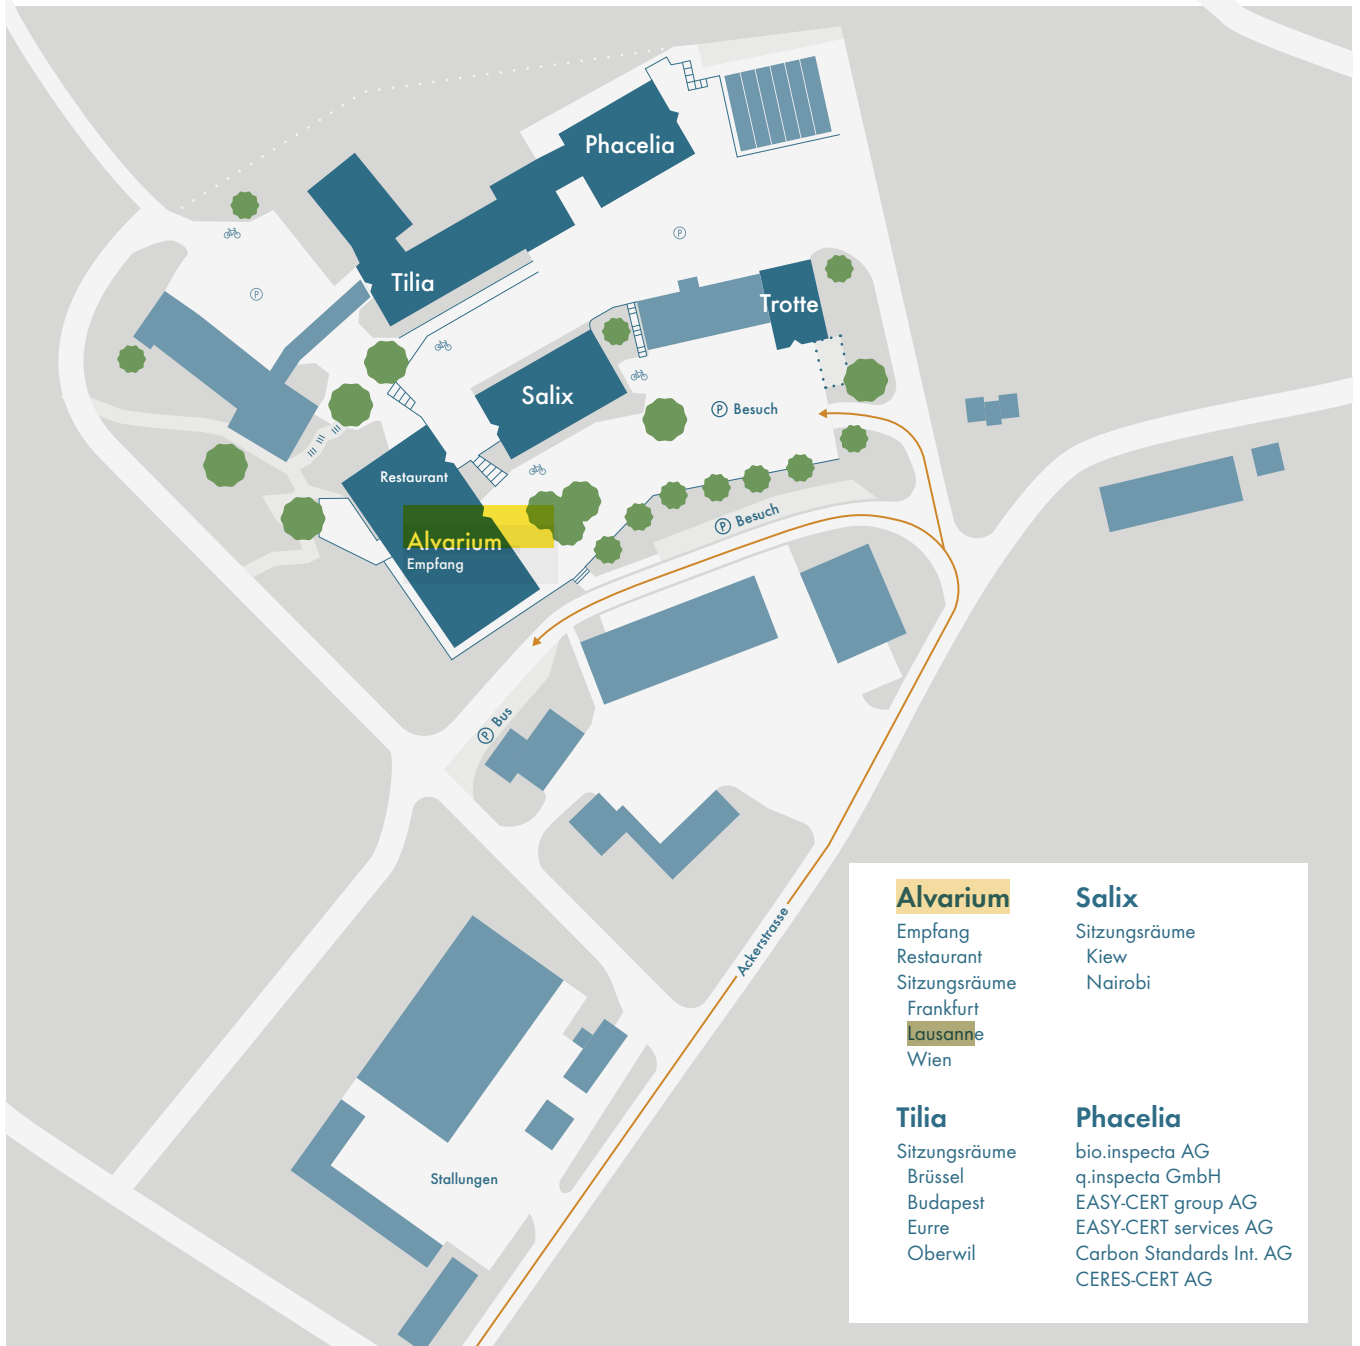 Phacelia
Tilia
Trotte
Salix
P
P
P Besuch
Restaurant
P Besuch
Alvarium
Empfang
P Bus
Ackerstrasse
Stallungen
Alvarium
Empfang
Restaurant
Sitzungsräume
Frankfurt
Lausanne
Wien
Salix
Sitzungsräume
Kiew
Nairobi
Tilia
Sitzungsräume
Brüssel
Budapest
Eurre
Oberwil
Phacelia
bio.inspecta AG
q.inspecta GmbH
EASY-CERT group AG
EASY-CERT services AG
Carbon Standards Int. AG
CERES-CERT AG